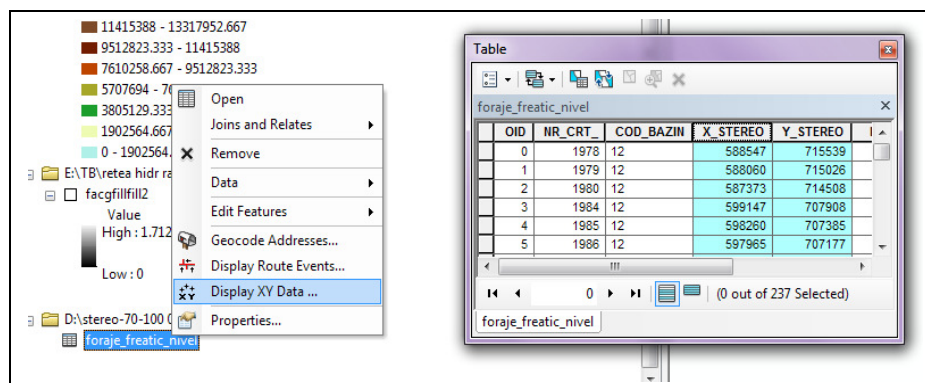 11415388 - 13317952.667
9512823.333 - 11415388
7610258.667 - 9512823.333
5707694 - 76
3805129.333
1902564.667
0 - 1902564.
E:\TB\retea hidr ra
facgfillfill2
Value
High : 1.712
Low : 0
D:\stereo-70-100 0
foraje_freatic_nivel
Open
Joins and Relates
Remove
Data
Edit Features
Geocode Addresses...
Display Route Events...
Display XY Data ...
Properties...
Table
foraje_freatic_nivel
OID NR_CRT_ COD_BAZIN X_STEREO Y_STEREO
0 1978 12 588547 715539
1 1979 12 588060 715026
2 1980 12 587373 714508
3 1984 12 599147 707908
4 1985 12 598260 707385
5 1986 12 597965 707177
0 (0 out of 237 Selected)
foraje_freatic_nivel